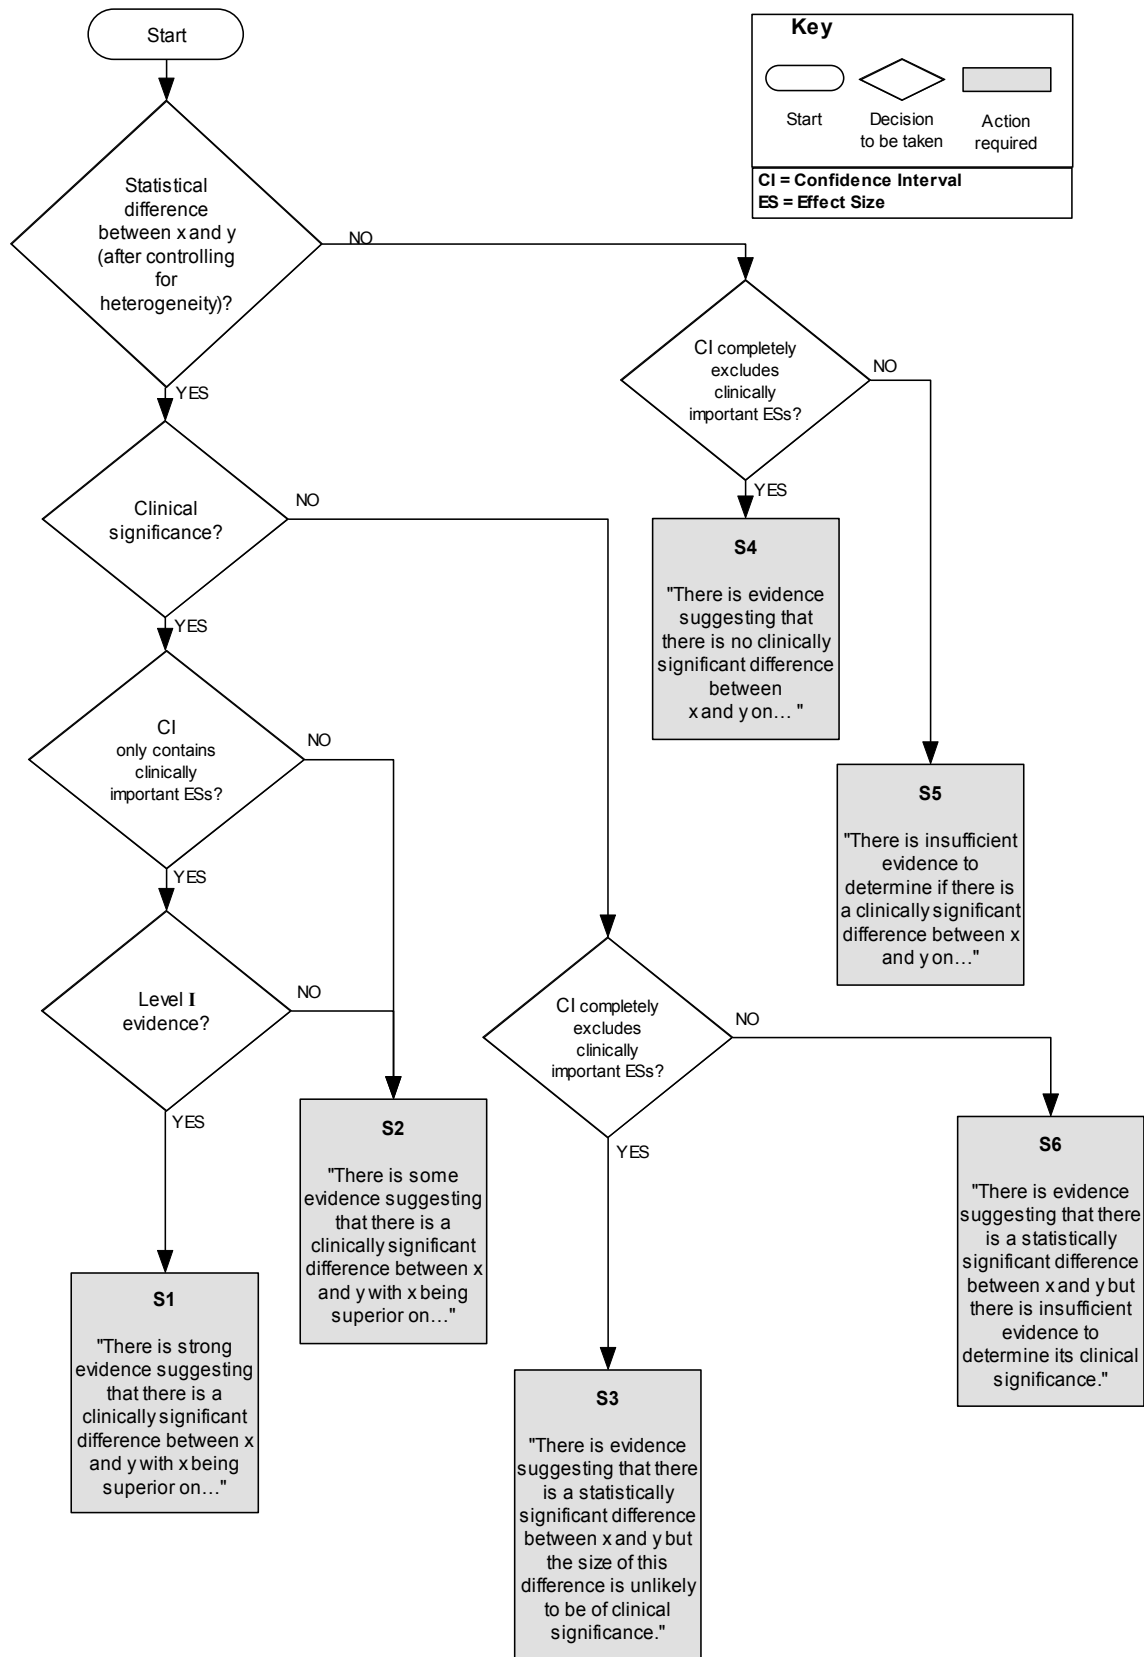 Start
Key
Start
Decision
to be taken
Action
required
CI = Confidence Interval
ES = Effect Size
Statistical
difference
between x and y
(after controlling
for
heterogeneity)?
NO
YES
CI completely
excludes
clinically
important ESs?
NO
YES
Clinical
significance?
NO
YES
S4
"There is evidence
suggesting that
there is no clinically
significant difference
between
x and y on… "
CI
only contains
clinically
important ESs?
NO
YES
S5
"There is insufficient
evidence to
determine if there is
a clinically significant
difference between x
and y on…"
Level I
evidence?
NO
YES
CI completely
excludes
clinically
important ESs?
NO
YES
S2
"There is some
evidence suggesting
that there is a
clinically significant
difference between x
and y with x being
superior on…"
S6
"There is evidence
suggesting that there
is a statistically
significant difference
between x and y but
there is insufficient
evidence to
determine its clinical
significance."
S1
"There is strong
evidence suggesting
that there is a
clinically significant
difference between x
and y with x being
superior on…"
S3
"There is evidence
suggesting that there
is a statistically
significant difference
between x and y but
the size of this
difference is unlikely
to be of clinical
significance."